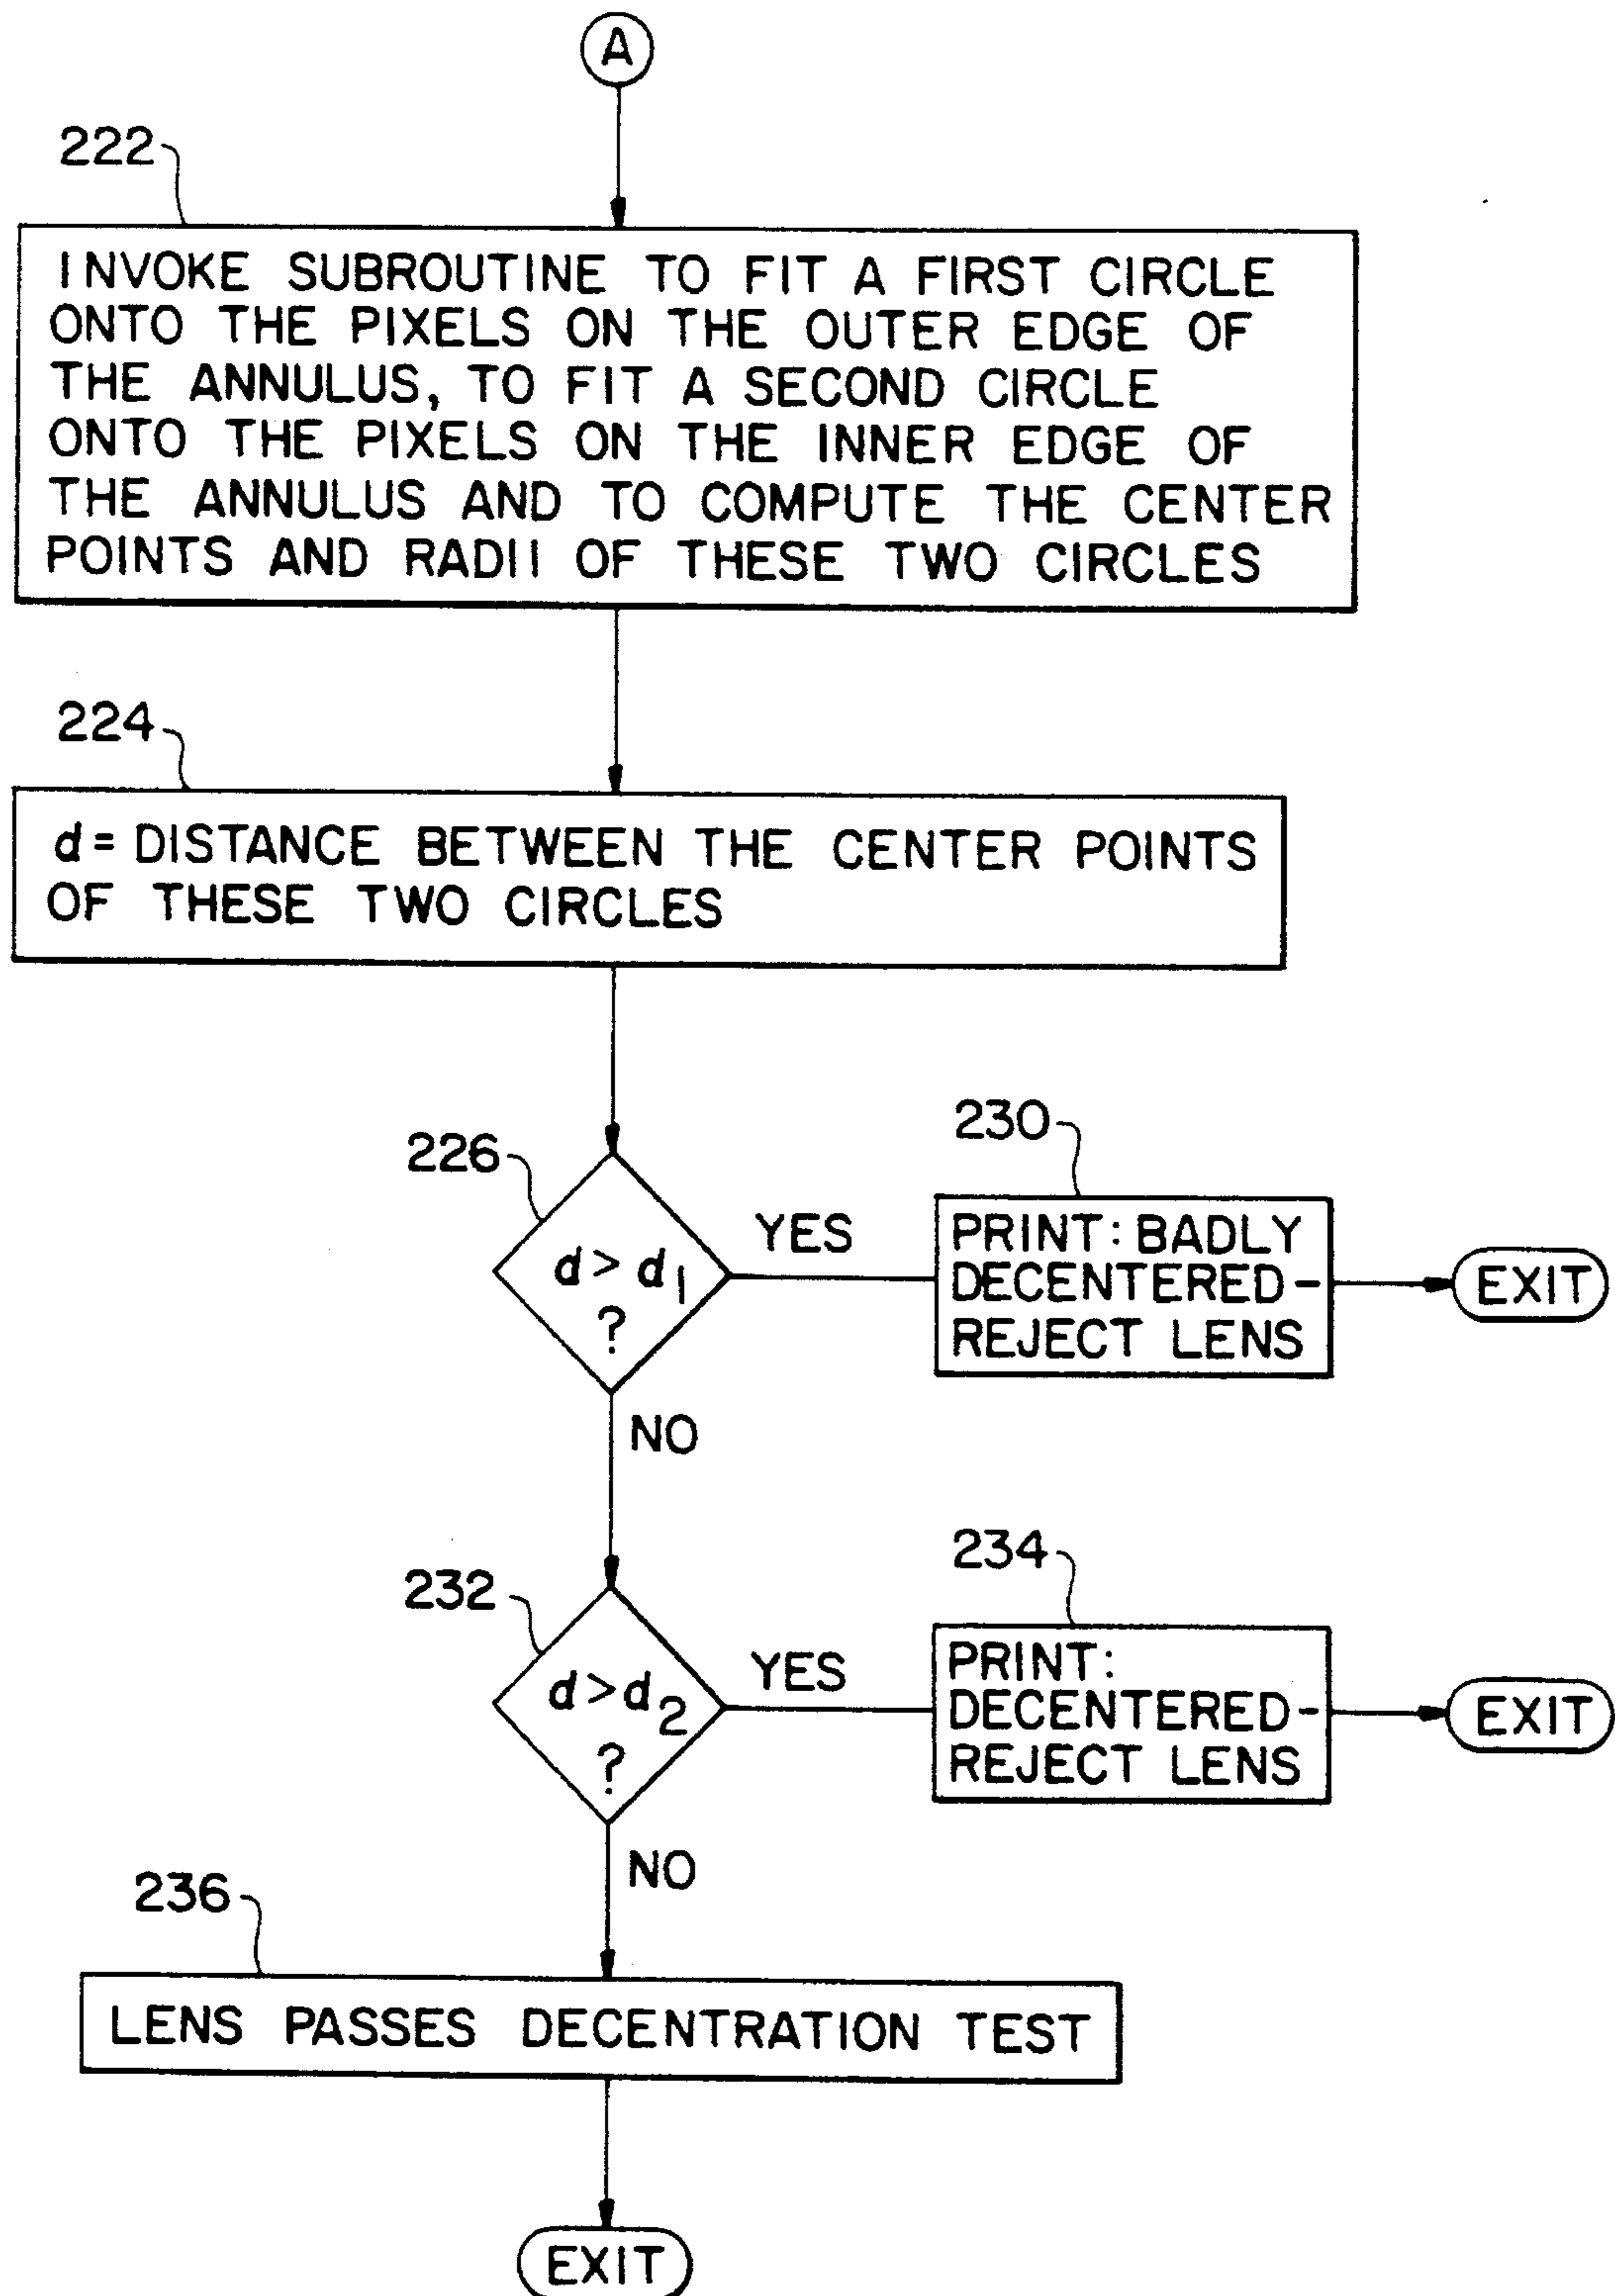 A
222
INVOKE SUBROUTINE TO FIT A FIRST CIRCLE
ONTO THE PIXELS ON THE OUTER EDGE OF
THE ANNULUS, TO FIT A SECOND CIRCLE
ONTO THE PIXELS ON THE INNER EDGE OF
THE ANNULUS AND TO COMPUTE THE CENTER
POINTS AND RADII OF THESE TWO CIRCLES
224
d = DISTANCE BETWEEN THE CENTER POINTS
OF THESE TWO CIRCLES
226
d > d1
?
YES
230
PRINT: BADLY
DECENTERED-
REJECT LENS
EXIT
NO
232
d > d2
?
YES
234
PRINT:
DECENTERED-
REJECT LENS
EXIT
NO
236
LENS PASSES DECENTRATION TEST
EXIT